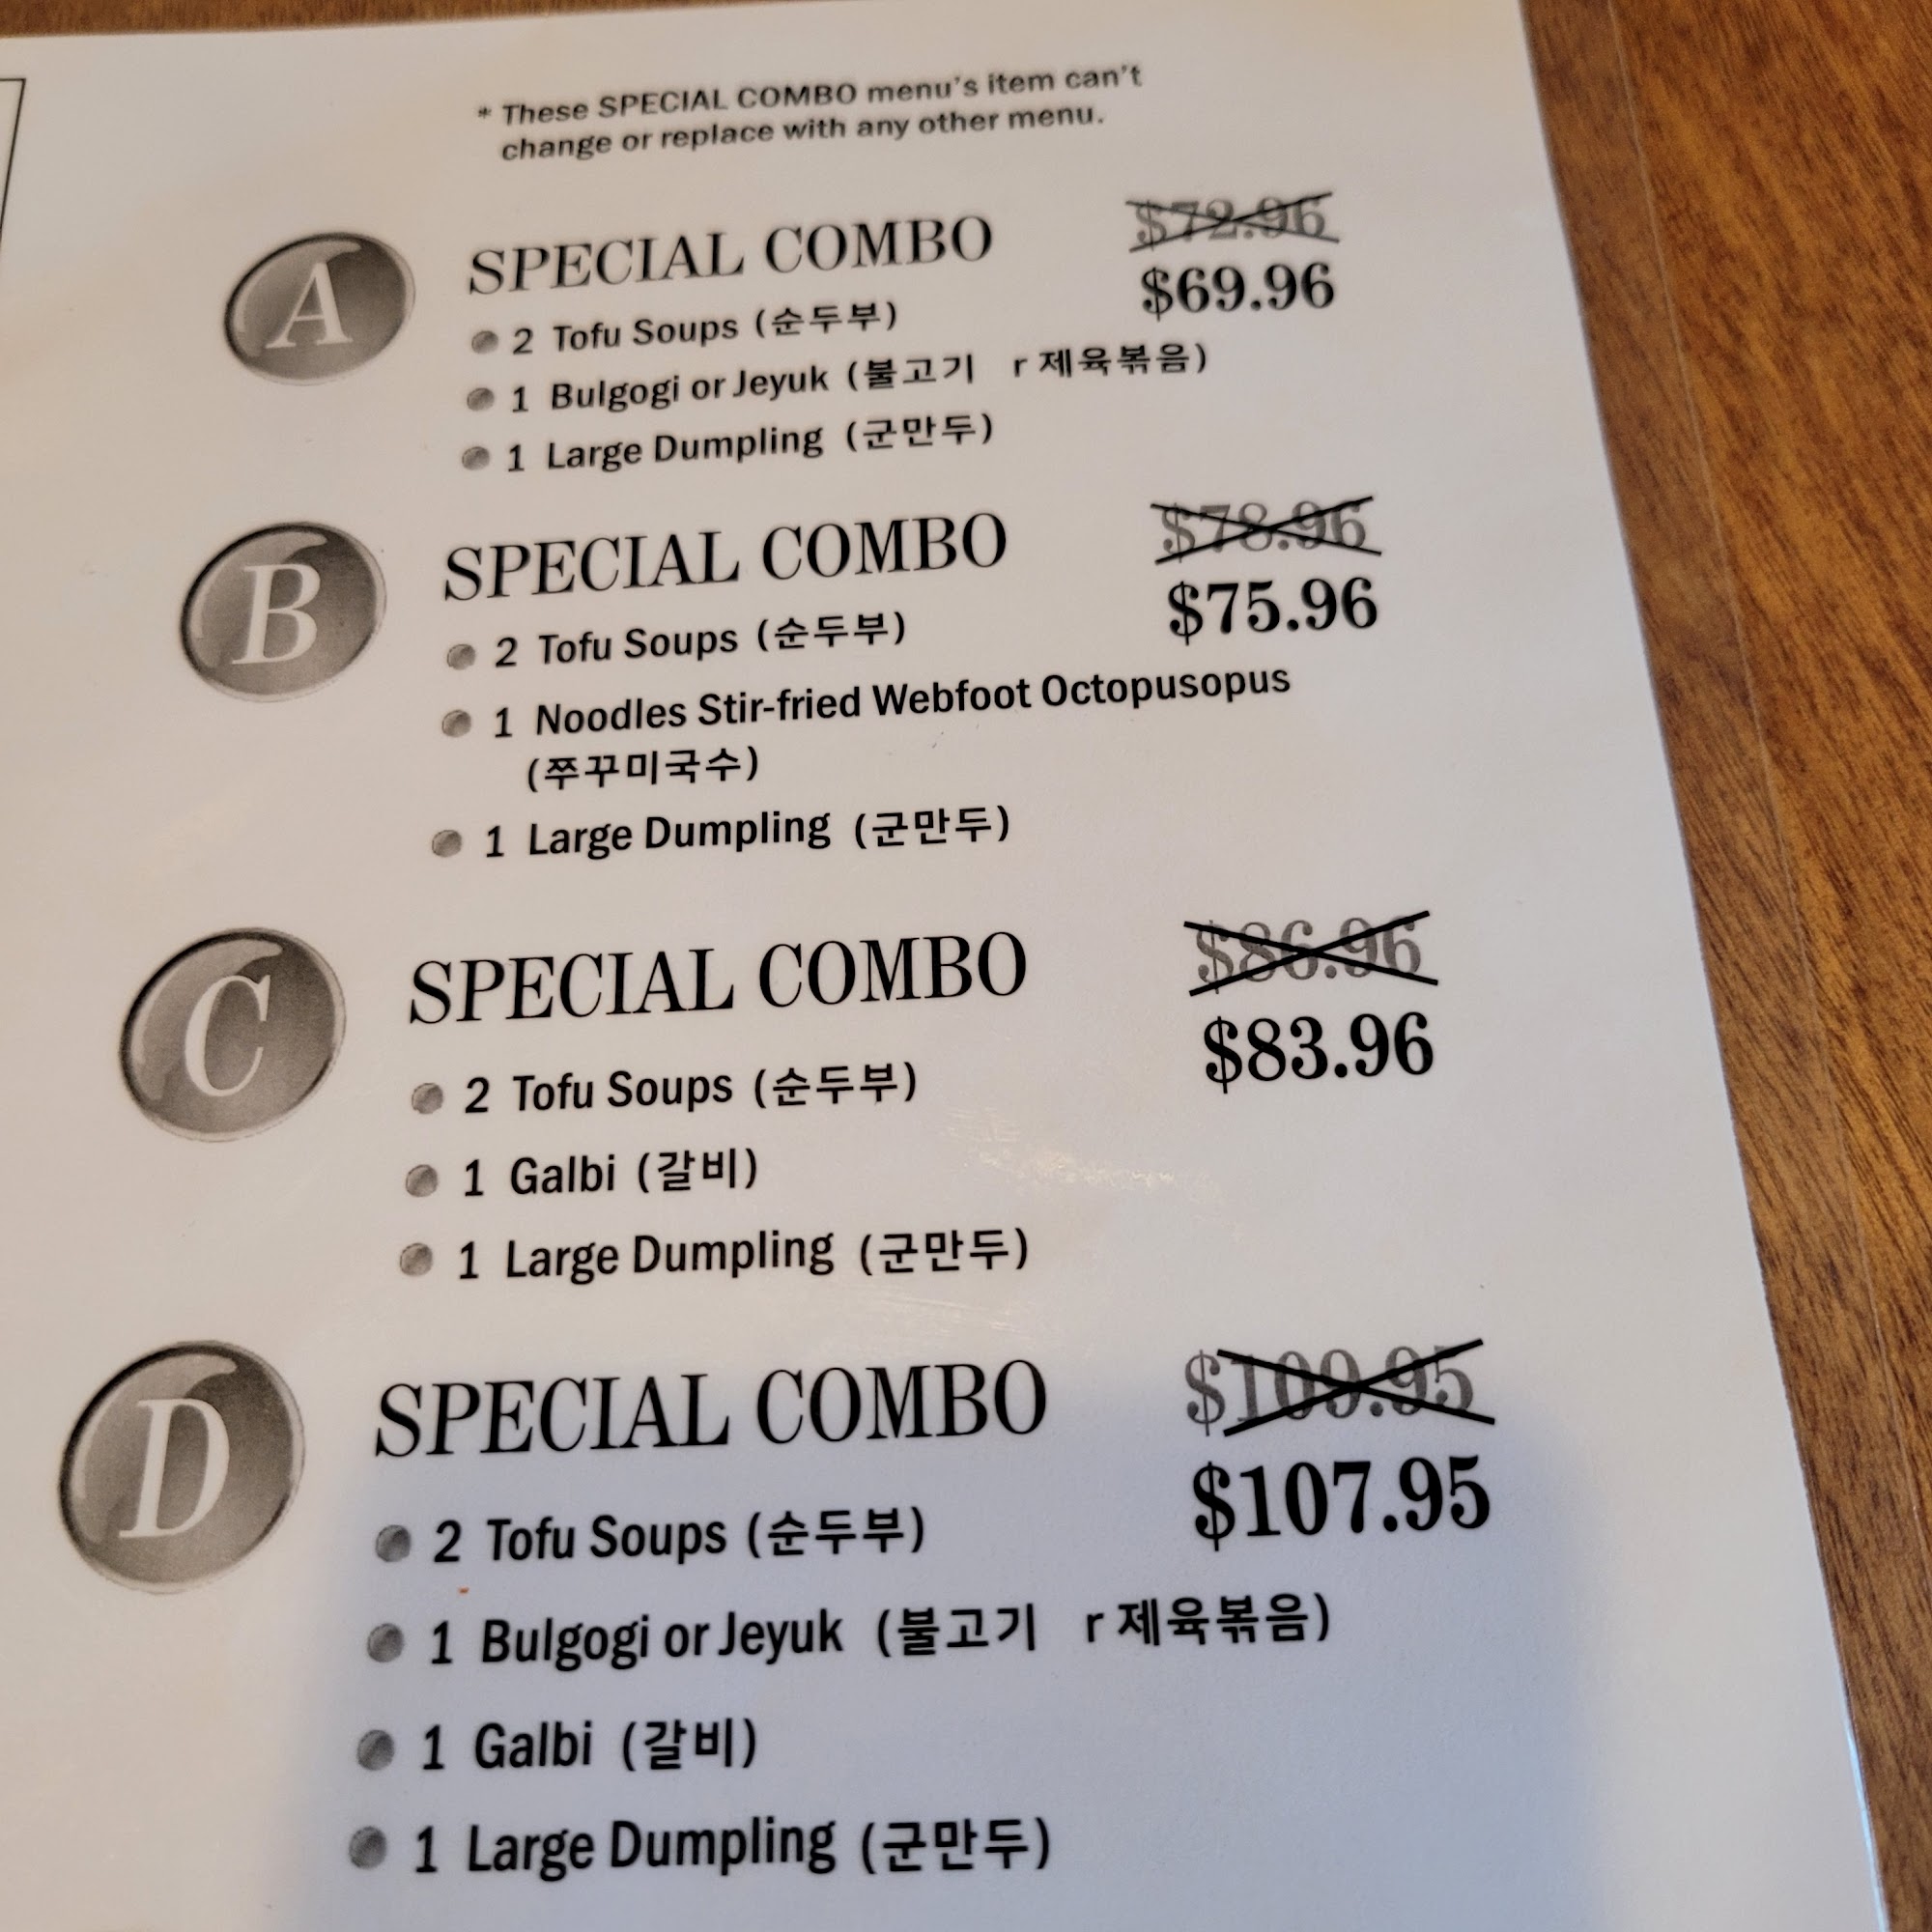 * These SPECIAL COMBO menu's item can't
change or replace with any other menu.
A SPECIAL COMBO $72.96
$69.96
2 Tofu Soups (순두부)
1 Bulgogi or Jeyuk (불고기 r 제육볶음)
1 Large Dumpling (군만두)
B SPECIAL COMBO $78.96
$75.96
2 Tofu Soups (순두부)
1 Noodles Stir-fried Webfoot Octopusopus
(쭈꾸미국수)
1 Large Dumpling (군만두)
C SPECIAL COMBO $86.96
$83.96
2 Tofu Soups (순두부)
1 Galbi (갈비)
1 Large Dumpling (군만두)
D SPECIAL COMBO $109.95
$107.95
2 Tofu Soups (순두부)
1 Bulgogi or Jeyuk (불고기 r 제육볶음)
1 Galbi (갈비)
1 Large Dumpling (군만두)